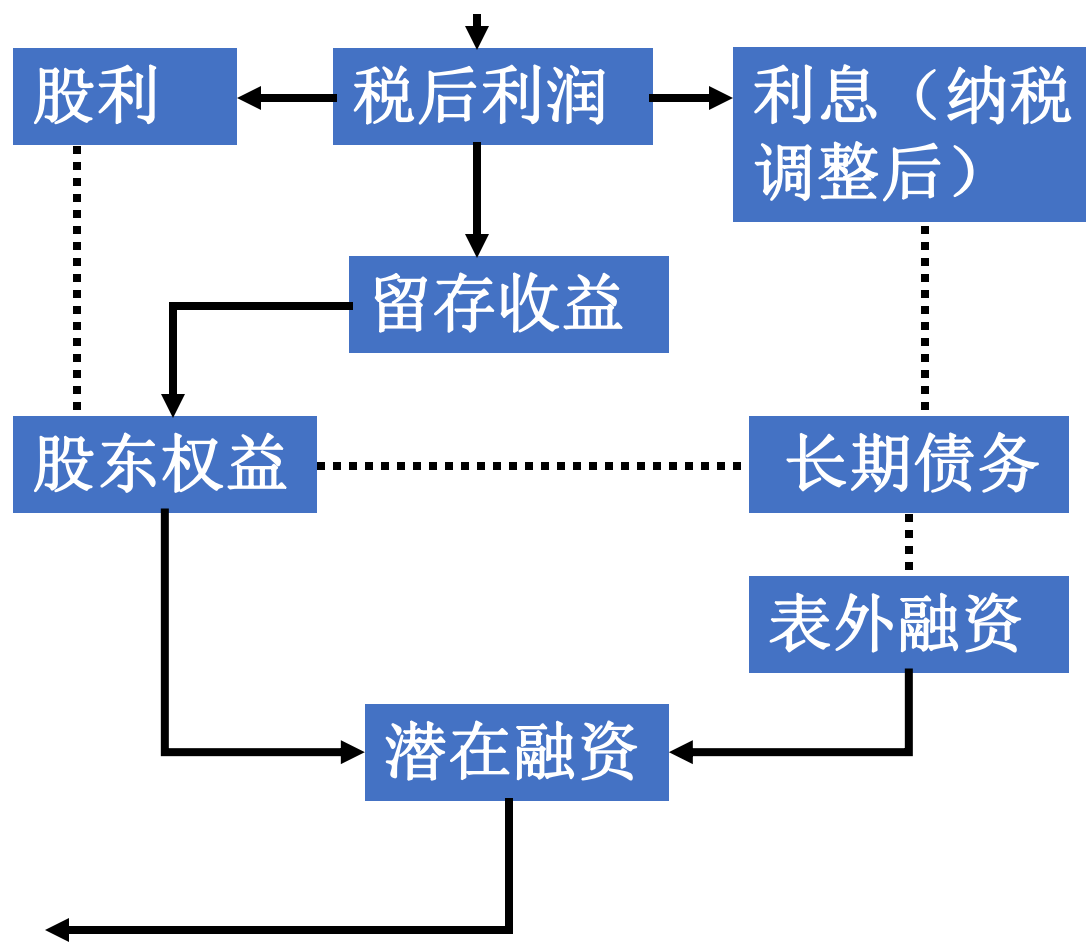 股利
税后利润
利息（纳税
调整后）
留存收益
股东权益
长期债务
表外融资
潜在融资